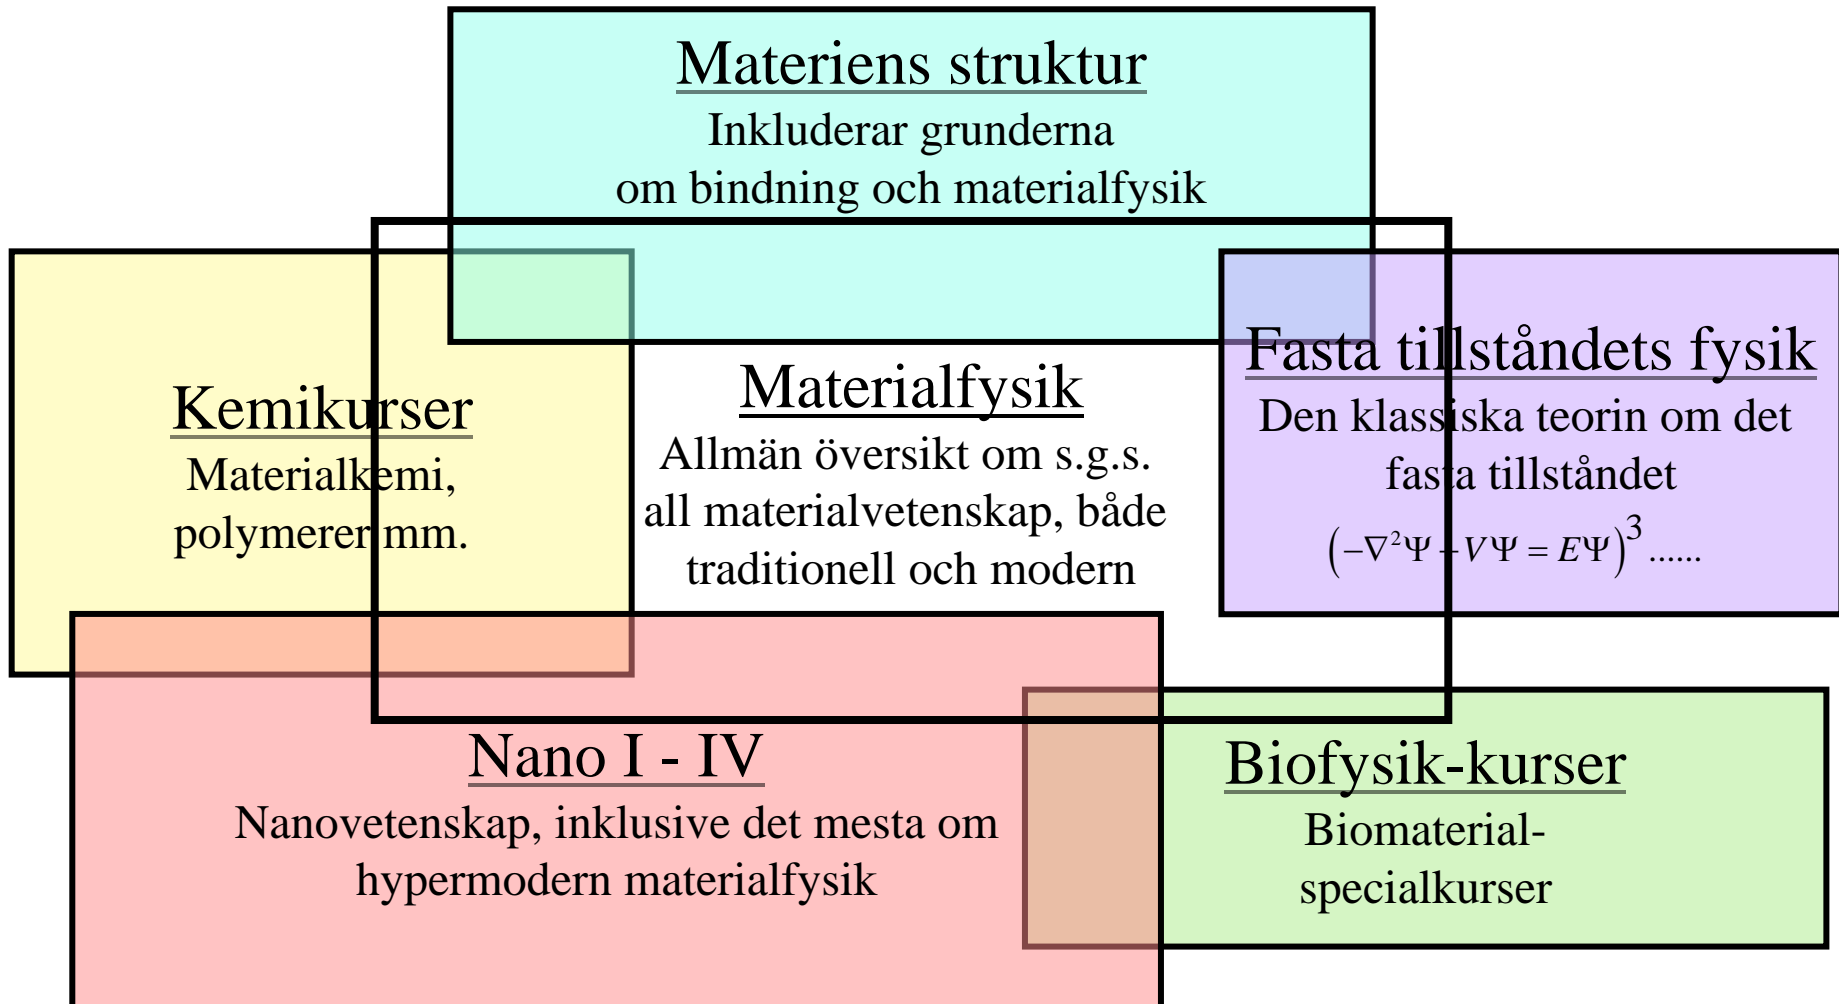 Materiens struktur
Inkluderar grunderna
om bindning och materialfysik
Kemikurser
Materialkemi,
polymerer mm.
Materialfysik
Allmän översikt om s.g.s.
all materialvetenskap, både
traditionell och modern
Fasta tillståndets fysik
Den klassiska teorin om det
fasta tillståndet
(−∇²Ψ + VΨ = EΨ)³ ......
Nano I - IV
Nanovetenskap, inklusive det mesta om
hypermodern materialfysik
Biofysik-kurser
Biomaterial-
specialkurser